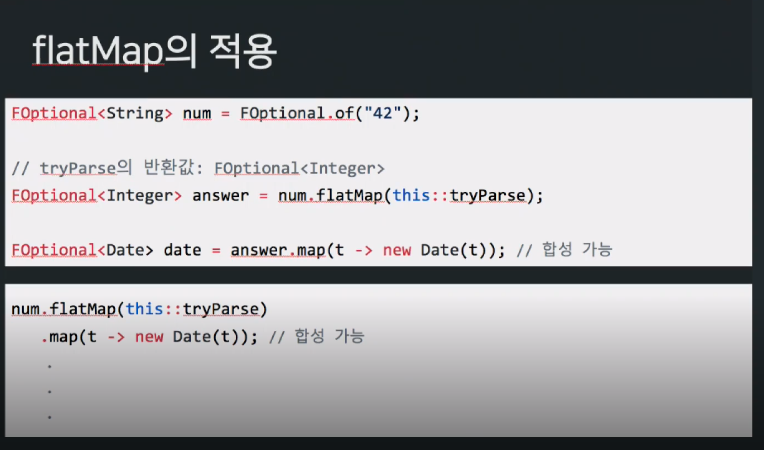 flatMap의 적용
FOptional<String> num = FOptional.of("42");
// tryParse의 반환값: FOptional<Integer>
FOptional<Integer> answer = num.flatMap(this::tryParse);
FOptional<Date> date = answer.map(t -> new Date(t)); // 합성 가능
num.flatMap(this::tryParse)
.map(t -> new Date(t)); // 합성 가능
.
.
.